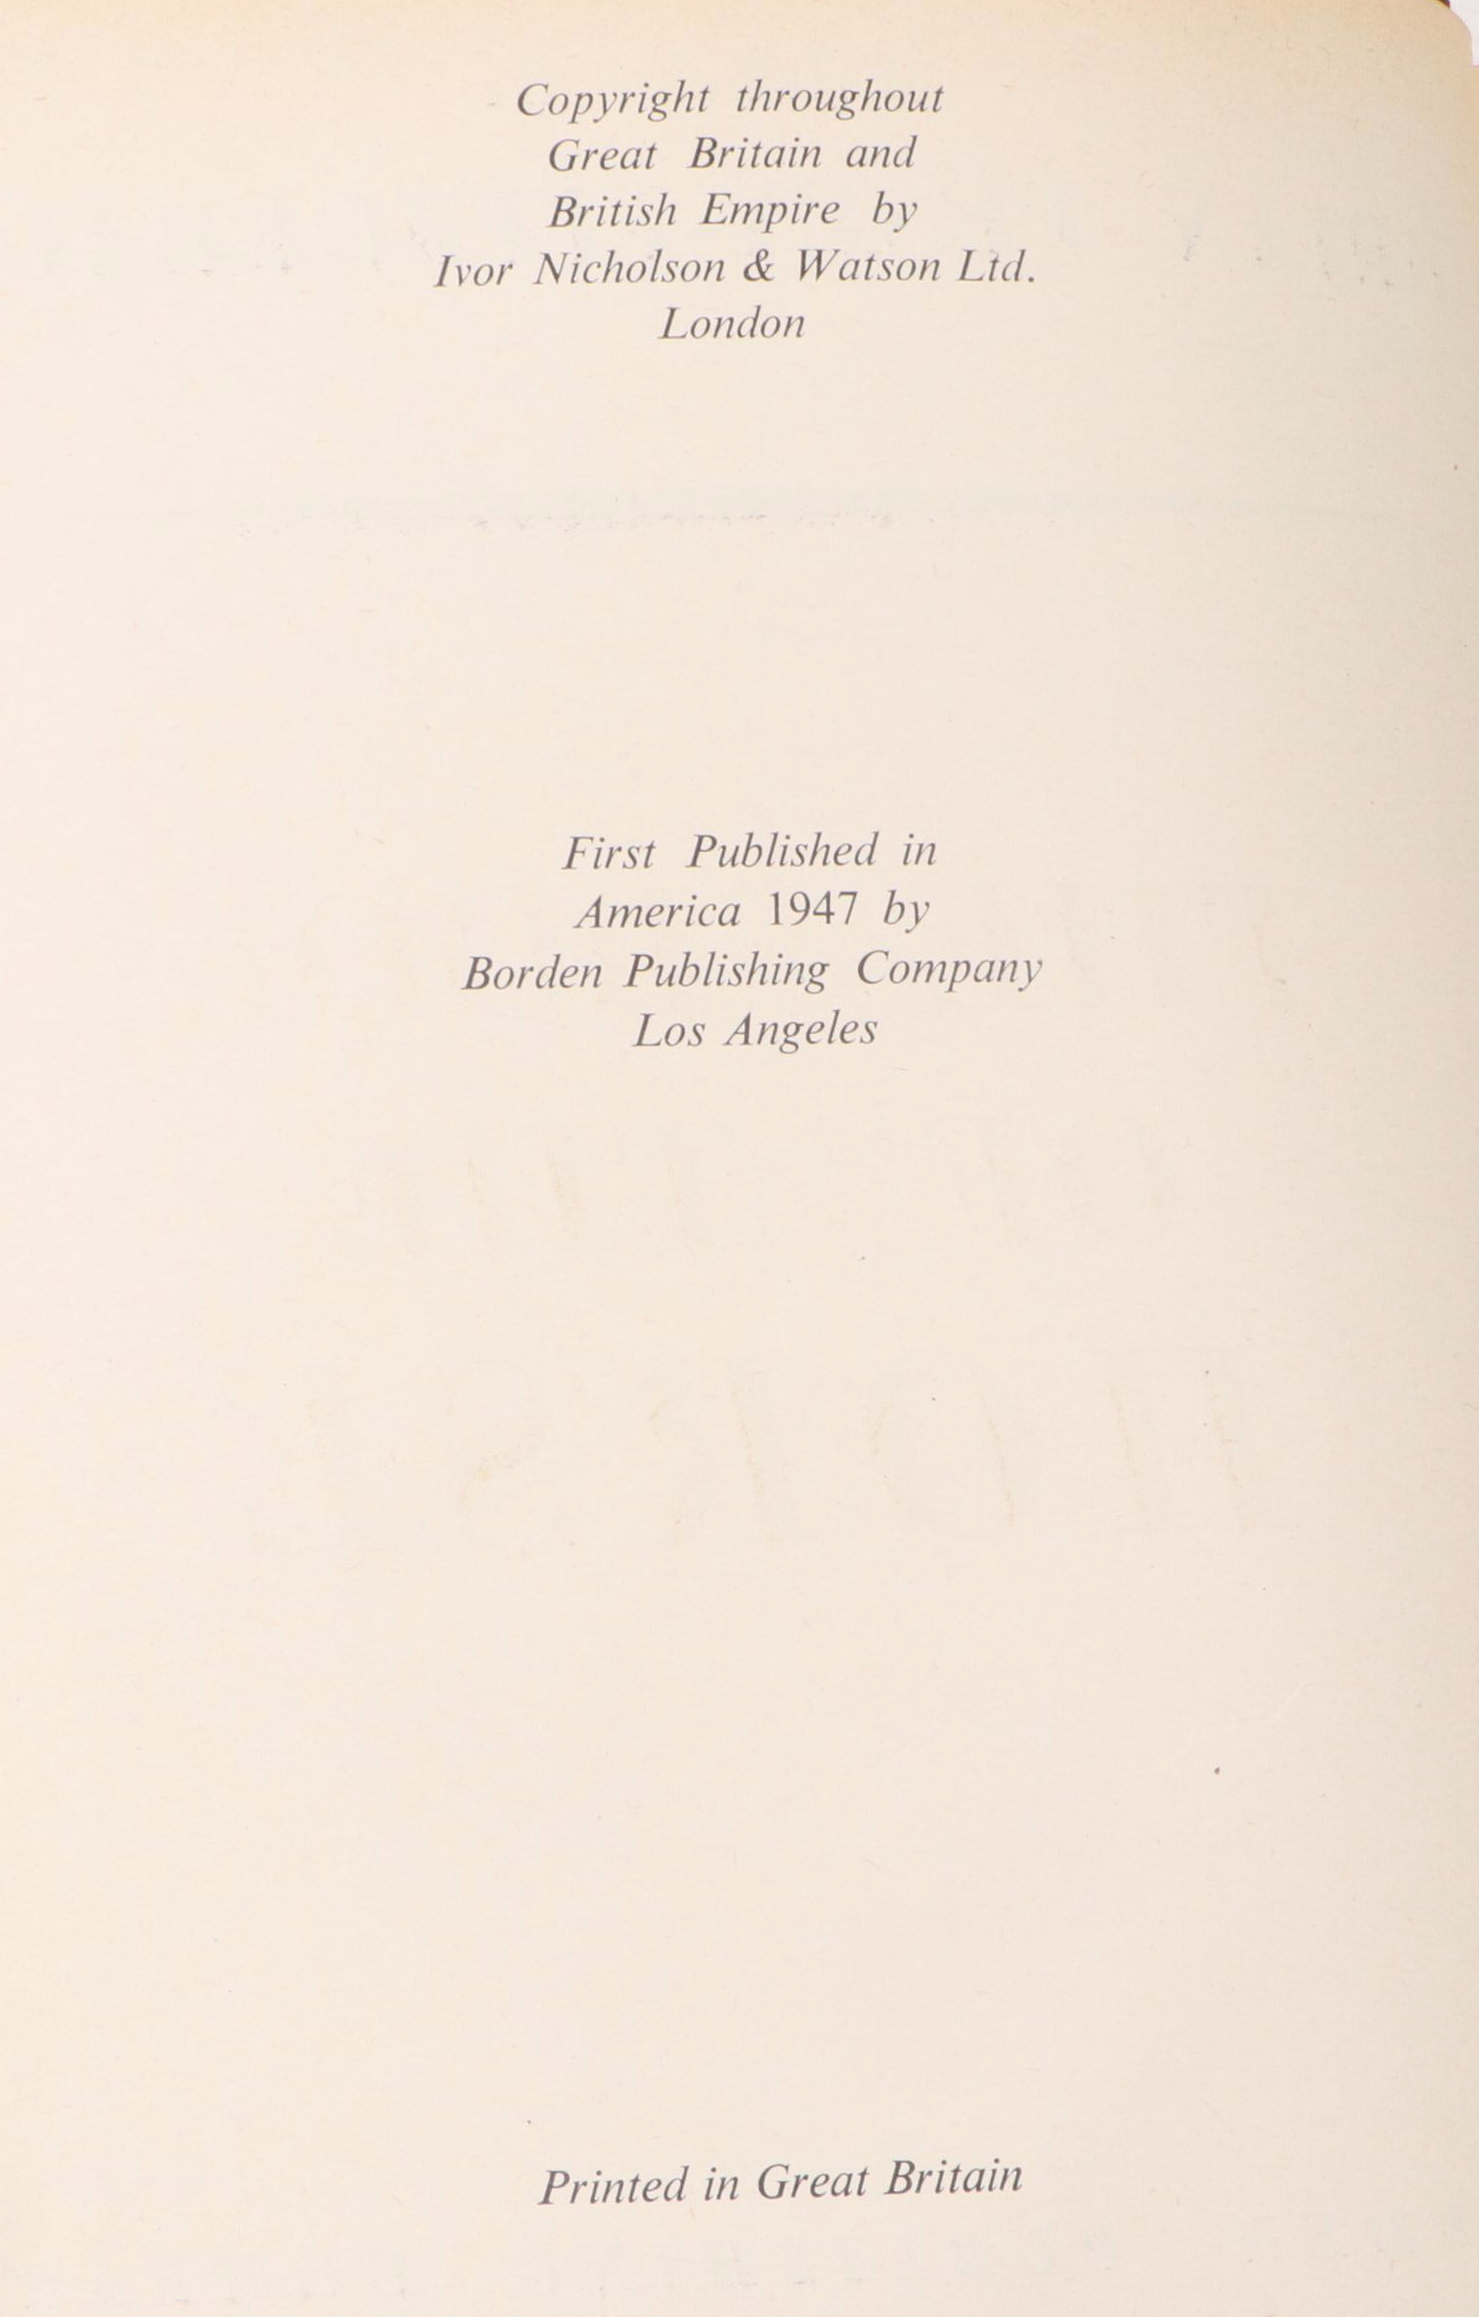 Copyright throughout
Great Britain and
British Empire by
Ivor Nicholson & Watson Ltd.
London
First Published in
America 1947 by
Borden Publishing Company
Los Angeles
Printed in Great Britain